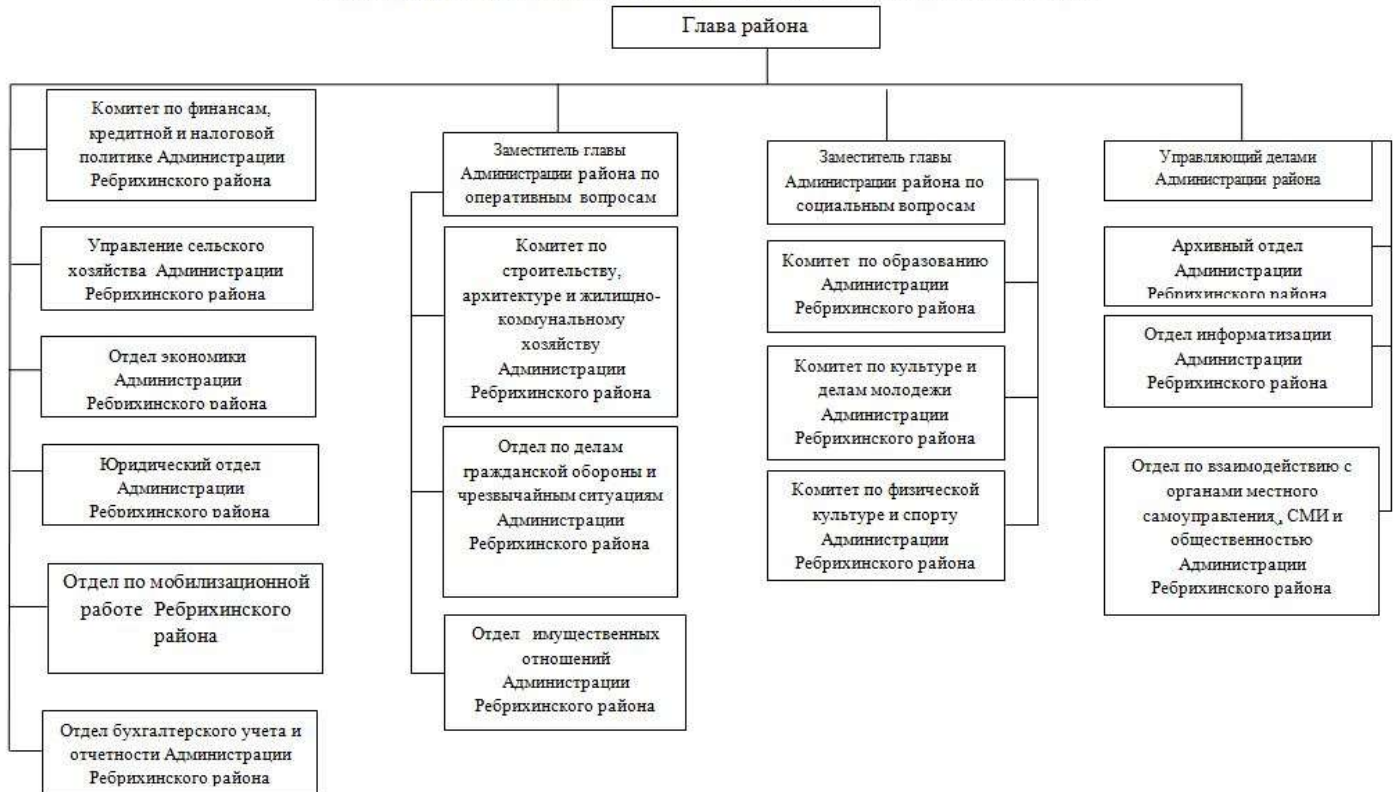 Глава района
Комитет по финансам,
кредитной и налоговой
политике Администрации
Ребрихинского района
Управление сельского
хозяйства Администрации
Ребрихинского района
Отдел экономики
Администрации
Ребрихинского района
Юридический отдел
Администрации
Ребрихинского района
Отдел по мобилизационной
работе Ребрихинского
района
Отдел бухгалтерского учета и
отчетности Администрации
Ребрихинского района
Заместитель главы
Администрации района по
оперативным вопросам
Комитет по
строительству,
архитектуре и жилищно-
коммунальному
хозяйству
Администрации
Ребрихинского района
Отдел по делам
гражданской обороны и
чрезвычайным ситуациям
Администрации
Ребрихинского района
Отдел имущественных
отношений
Администрации
Ребрихинского района
Заместитель главы
Администрации района по
социальным вопросам
Комитет по образованию
Администрации
Ребрихинского района
Комитет по культуре и
делам молодежи
Администрации
Ребрихинского района
Комитет по физической
культуре и спорту
Администрации
Ребрихинского района
Управляющий делами
Администрации района
Архивный отдел
Администрации
Ребрихинского района
Отдел информатизации
Администрации
Ребрихинского района
Отдел по взаимодействию с
органами местного
самоуправления,, СМИ и
общественностью
Администрации
Ребрихинского района